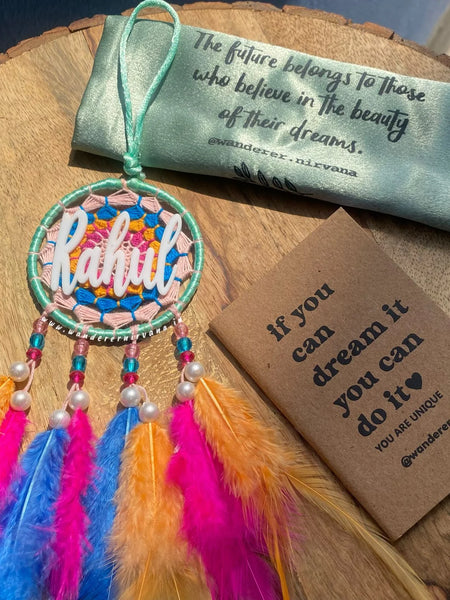 The future belongs to those
who believe in the beauty
of their dreams.
@wanderer.nirvana
Rahul
if you
can
dream it
you can
do it♥
YOU ARE UNIQUE